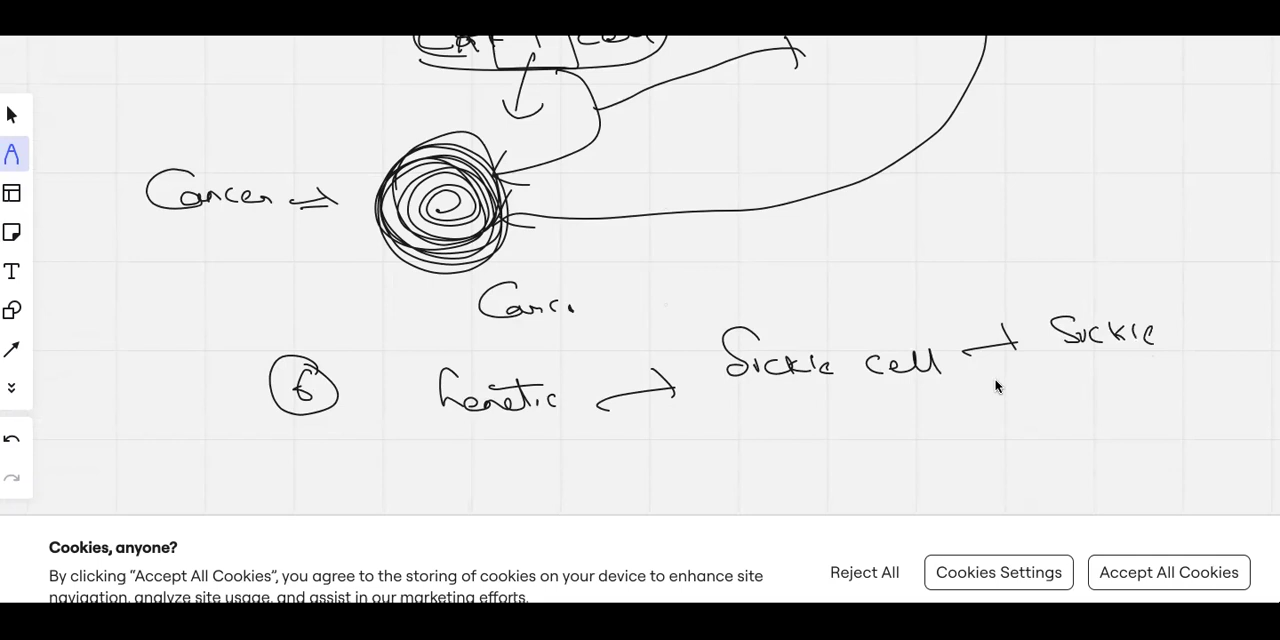 CAR T cell
Cancer
Canc.
6 Genetic Sickle cell Sickle
Cookies, anyone?
By clicking “Accept All Cookies”, you agree to the storing of cookies on your device to enhance site
navigation, analyze site usage, and assist in our marketing efforts.
Reject All
Cookies Settings
Accept All Cookies